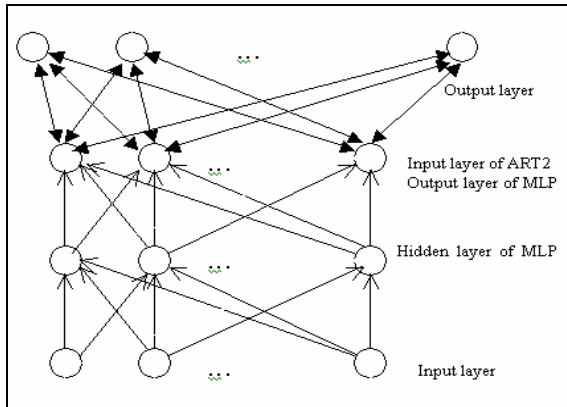 ...
Output layer
Input layer of ART2
... Output layer of MLP
Hidden layer of MLP
...
... Input layer